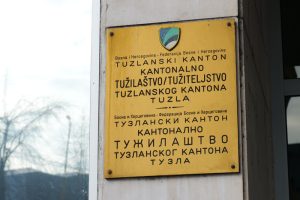 Bosna i Hercegovina - Federacija Bosne i Hercegovine
TUZLANSKI KANTON
KANTONALNO
TUŽILAŠTVO/TUŽITELJSTVO
TUZLANSKOG KANTONA
TUZLA
Босна и Херцеговина - Федерација Босне и Херцеговине
ТУЗЛАНСКИ КАНТОН
КАНТОНАЛНО
ТУЖИЛАШТВО
ТУЗЛАНСКОГ КАНТОНА
ТУЗЛА